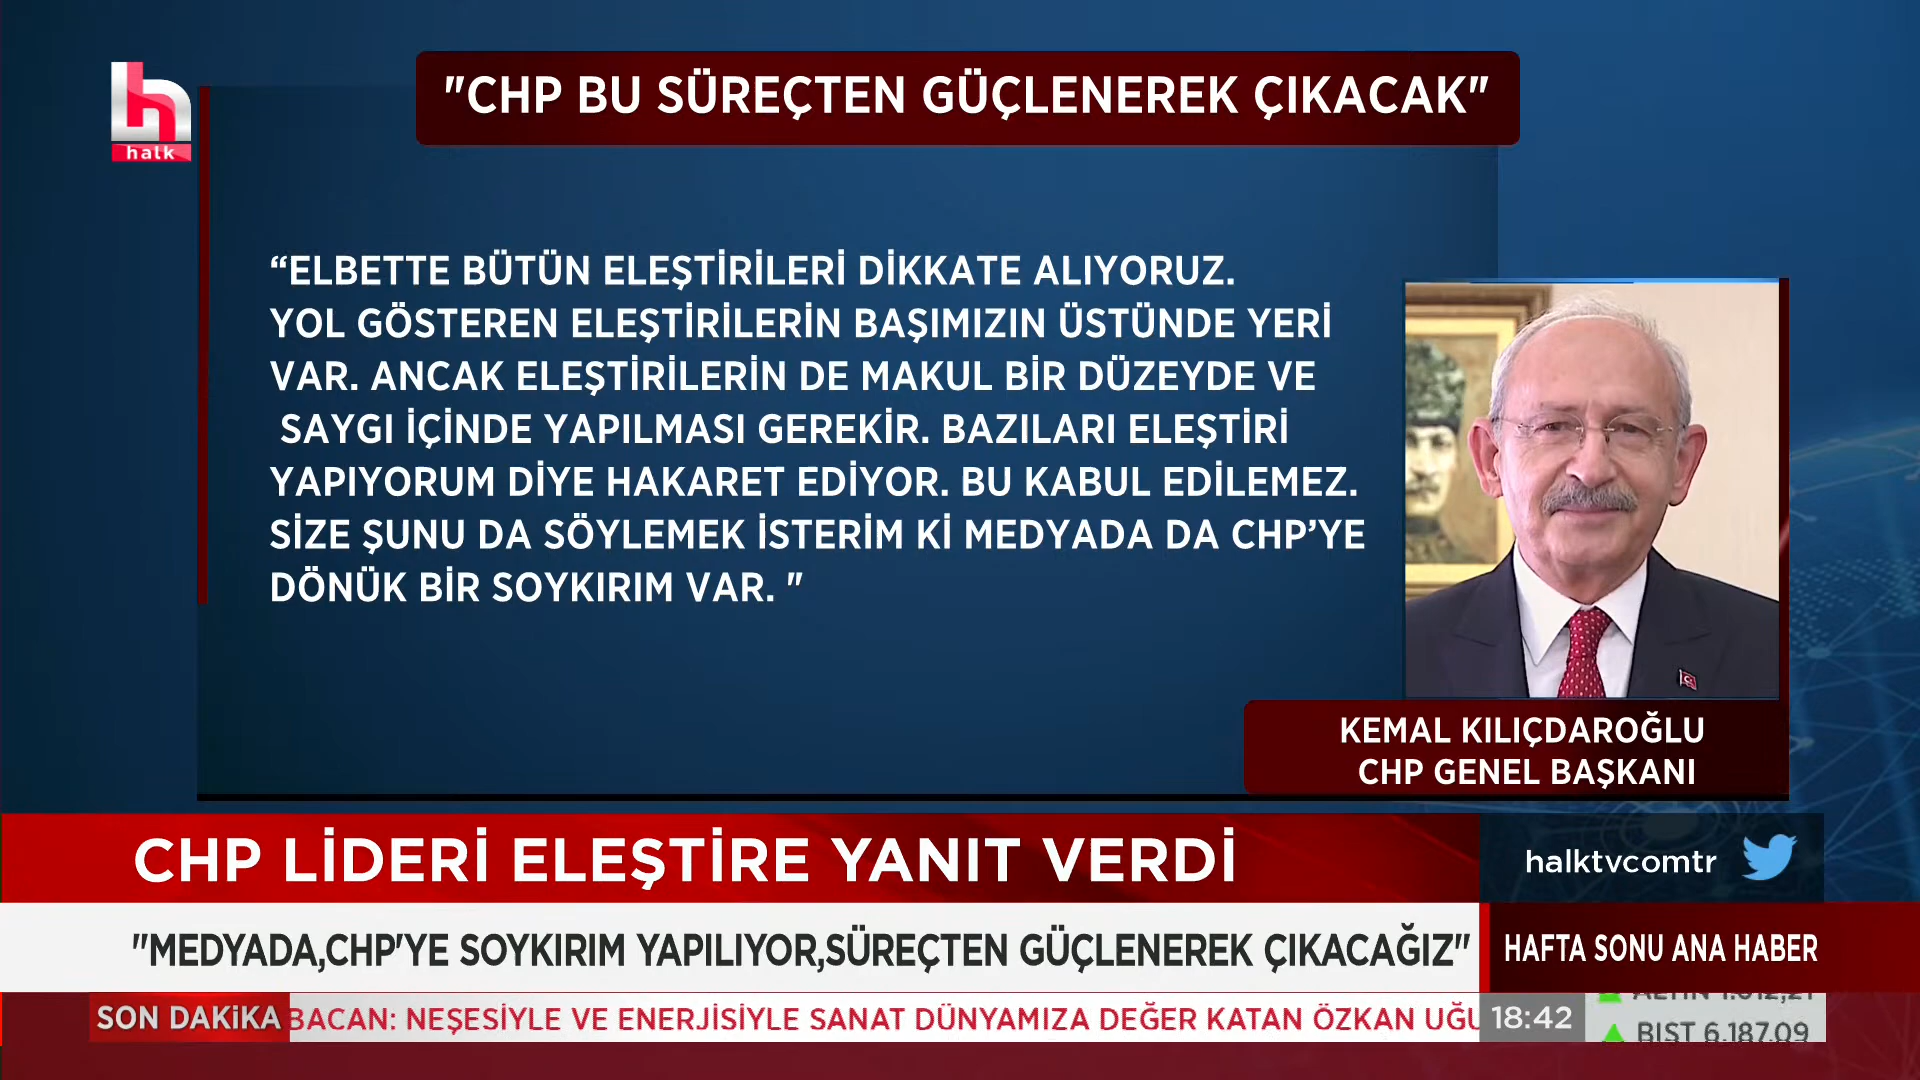 "CHP BU SÜREÇTEN GÜÇLENEREK ÇIKACAK"
halk
“ELBETTE BÜTÜN ELEŞTİRİLERİ DİKKATE ALIYORUZ.
YOL GÖSTEREN ELEŞTİRİLERİN BAŞIMIZIN ÜSTÜNDE YERİ
VAR. ANCAK ELEŞTİRİLERİN DE MAKUL BİR DÜZEYDE VE
SAYGI İÇİNDE YAPILMASI GEREKİR. BAZILARI ELEŞTİRİ
YAPIYORUM DİYE HAKARET EDİYOR. BU KABUL EDİLEMEZ.
SİZE ŞUNU DA SÖYLEMEK İSTERİM Kİ MEDYADA DA CHP’YE
DÖNÜK BİR SOYKIRIM VAR. "
KEMAL KILIÇDAROĞLU
CHP GENEL BAŞKANI
CHP LİDERİ ELEŞTİRE YANIT VERDİ
halktvcomtr
"MEDYADA,CHP'YE SOYKIRIM YAPILIYOR,SÜREÇTEN GÜÇLENEREK ÇIKACAĞIZ"
HAFTA SONU ANA HABER
SON DAKİKA
BACAN: NEŞESİYLE VE ENERJİSİYLE SANAT DÜNYAMIZA DEĞER KATAN ÖZKAN UĞU
18:42
BIST 6.187,09